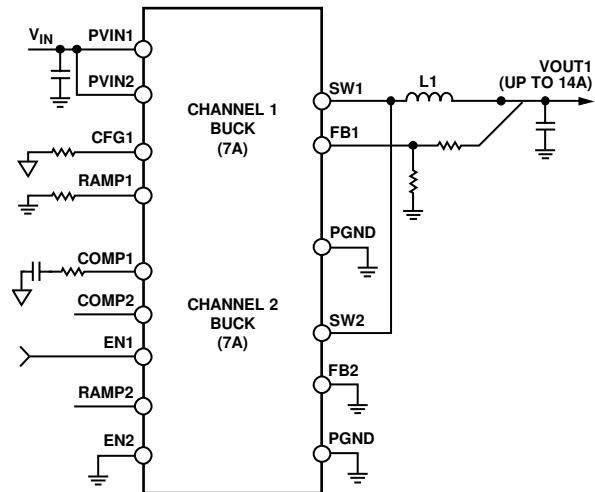 VIN
PVIN1
PVIN2
CFG1
RAMP1
COMP1
COMP2
EN1
RAMP2
EN2
CHANNEL 1
BUCK
(7A)
CHANNEL 2
BUCK
(7A)
SW1
FB1
PGND
SW2
FB2
PGND
L1
VOUT1
(UP TO 14A)